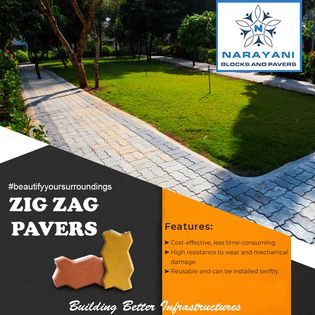 N
NARAYANI
BLOCKS AND PAVERS
#beautifyyoursurroundings
ZIG ZAG
PAVERS
Features:
Cost-effective, less time-consuming.
High resistance to wear and mechanical
damage.
Reusable and can be installed swiftly.
Building Better Infrastructures